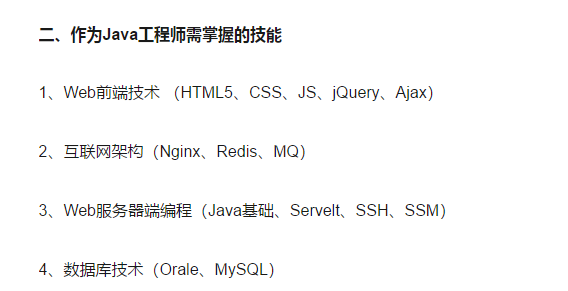 二、作为Java工程师需掌握的技能
1、Web前端技术 （HTML5、CSS、JS、jQuery、Ajax）
2、互联网架构（Nginx、Redis、MQ）
3、Web服务器端编程（Java基础、Servelt、SSH、SSM）
4、数据库技术（Orale、MySQL）